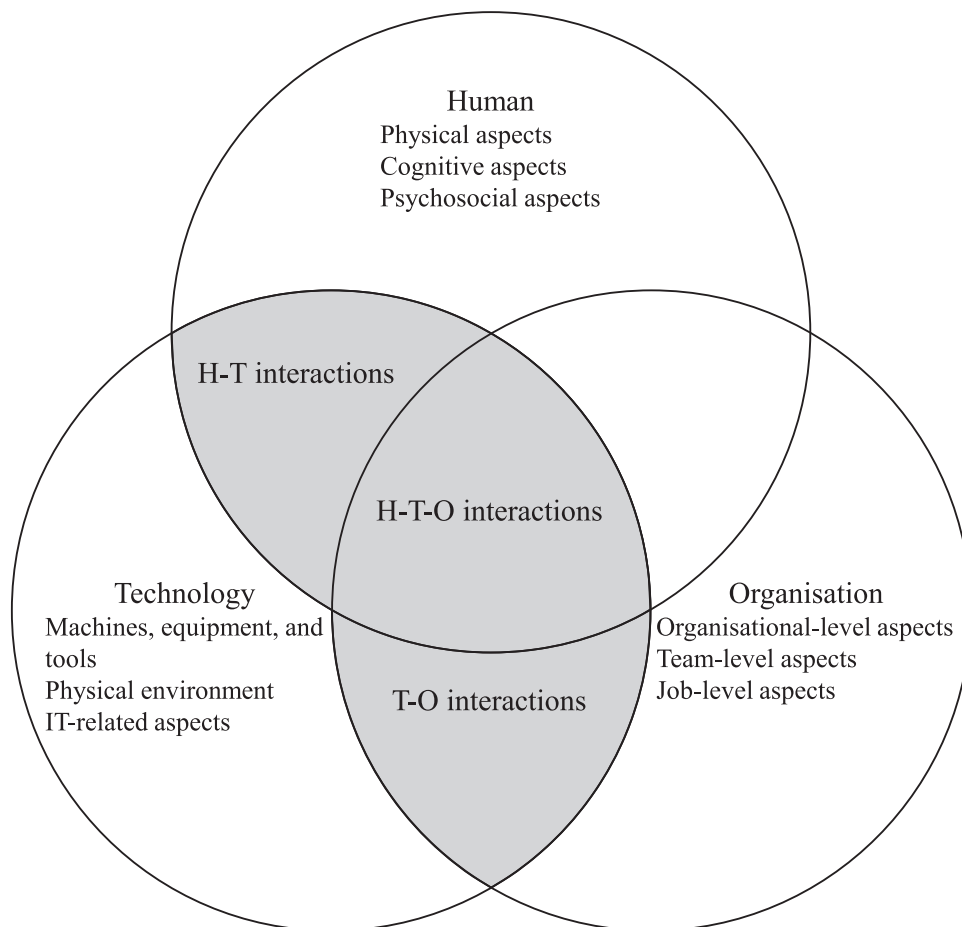 Human
Physical aspects
Cognitive aspects
Psychosocial aspects
H-T interactions
H-T-O interactions
Technology
Machines, equipment, and
tools
Physical environment
IT-related aspects
Organisation
Organisational-level aspects
Team-level aspects
Job-level aspects
T-O interactions